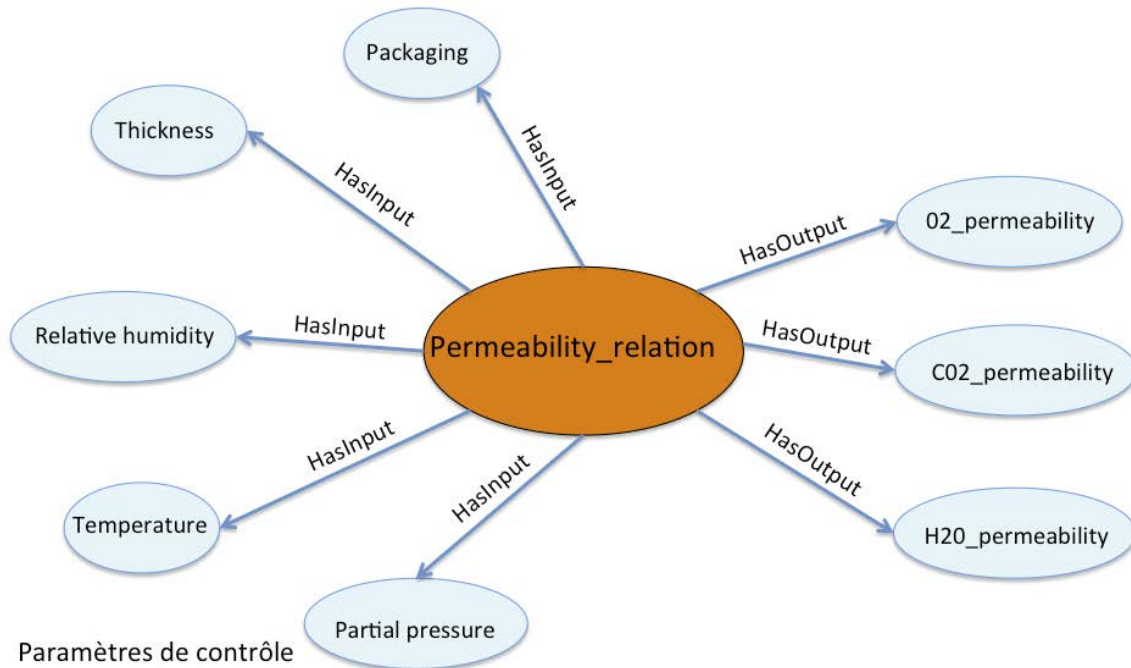 Packaging
Thickness
HasInput
HasInput
02_permeability
HasOutput
Relative humidity
HasInput
Permeability_relation
HasOutput
C02_permeability
HasInput
HasInput
HasOutput
Temperature
H20_permeability
Partial pressure
Paramètres de contrôle